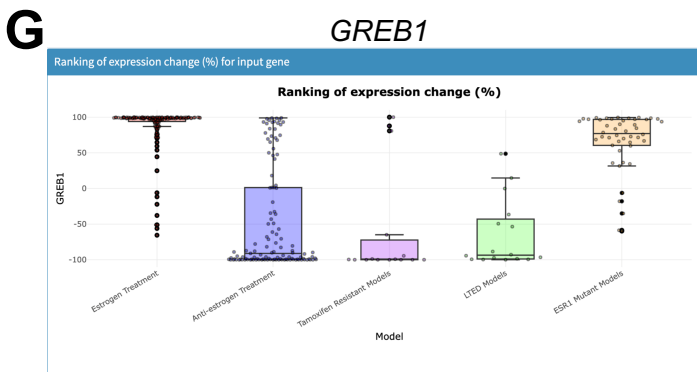 G
GREB1
Ranking of expression change (%) for input gene
Ranking of expression change (%)
100
50
0
-50
-100
GREB1
Estrogen Treatment
Anti-estrogen Treatment
Tamoxifen Resistant Models
LTED Models
ESR1 Mutant Models
Model